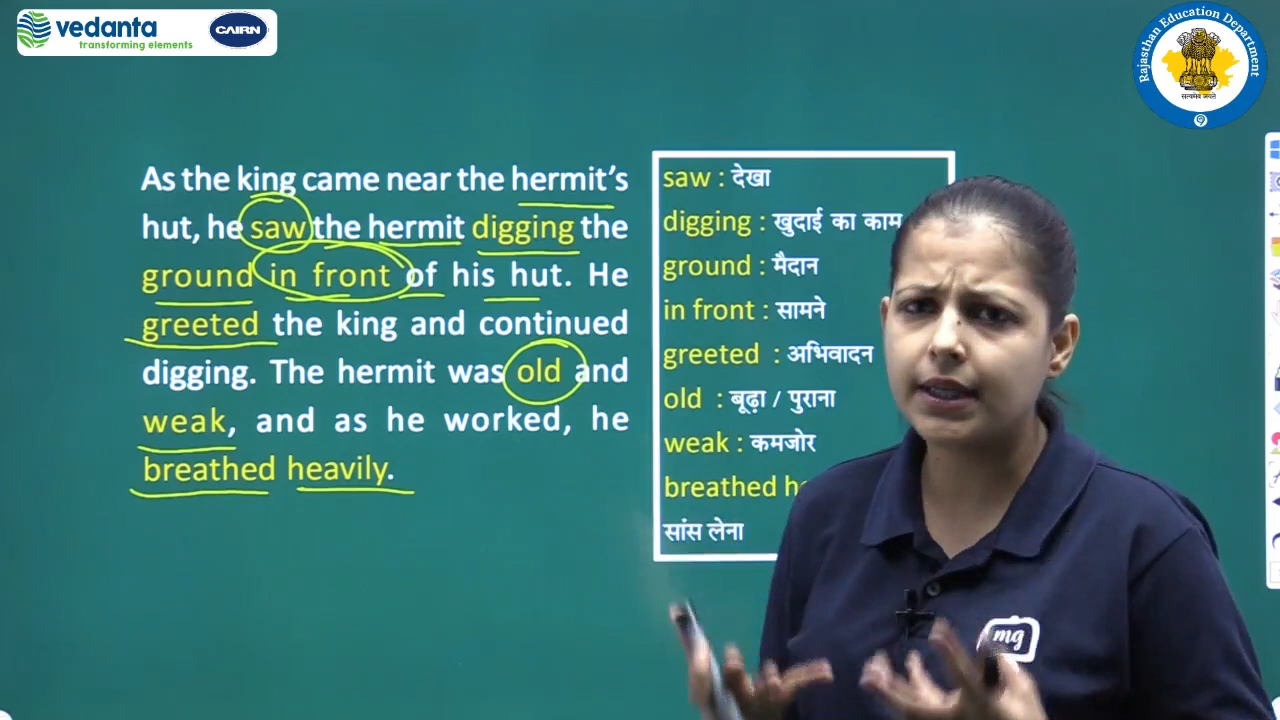 vedanta
transforming elements
CAIRN
Rajasthan Education Department
सत्यमेव जयते
As the king came near the hermit's
hut, he saw the hermit digging the
ground in front of his hut. He
greeted the king and continued
digging. The hermit was old and
weak, and as he worked, he
breathed heavily.
saw : देखा
digging : खुदाई का काम
ground : मैदान
in front : सामने
greeted : अभिवादन
old : बूढ़ा / पुराना
weak : कमजोर
breathed
सांस लेना
mg